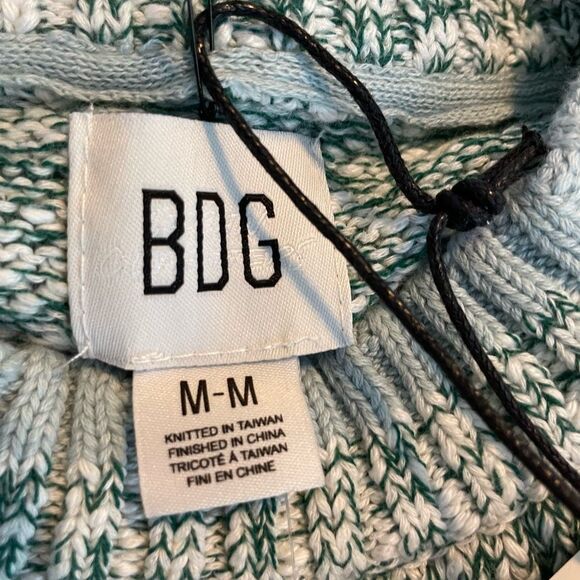 BDG
M-M
KNITTED IN TAIWAN
FINISHED IN CHINA
TRICOTÉ À TAIWAN
FINI EN CHINE